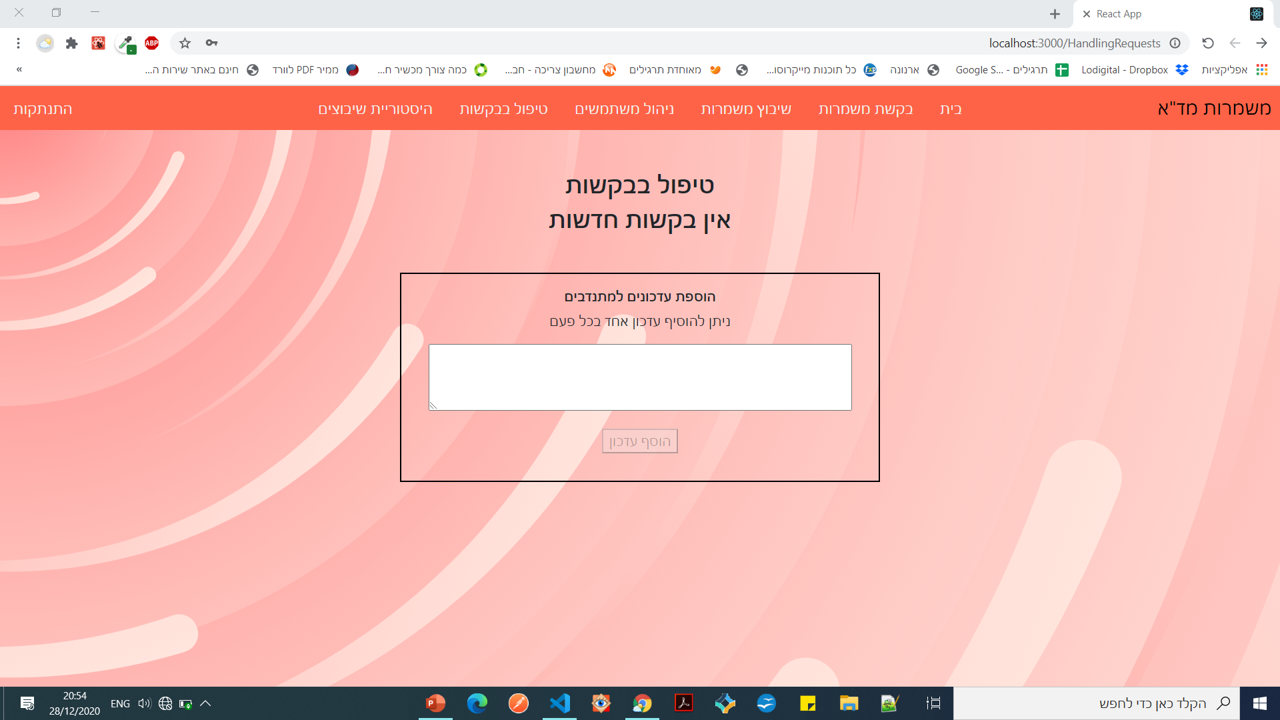 React App
localhost:3000/HandlingRequests
ABP
אפליקציות
Lodigital - Dropbox
תרגילים - Google S...
ארנונה
כל תוכנות מייקרוסו...
מאוחדת תרגילים
מחשבון צריכה - חב...
כמה צורך מכשיר ח...
ממיר PDF לוורד
חינם באתר שירות ה...
»
משמרות מד"א
בית
בקשת משמרות
שיבוץ משמרות
ניהול משתמשים
טיפול בבקשות
היסטוריית שיבוצים
התנתקות
טיפול בבקשות
אין בקשות חדשות
הוספת עדכונים למתנדבים
ניתן להוסיף עדכון אחד בכל פעם
הוסף עדכון
הקלד כאן כדי לחפש
ENG
20:54
28/12/2020